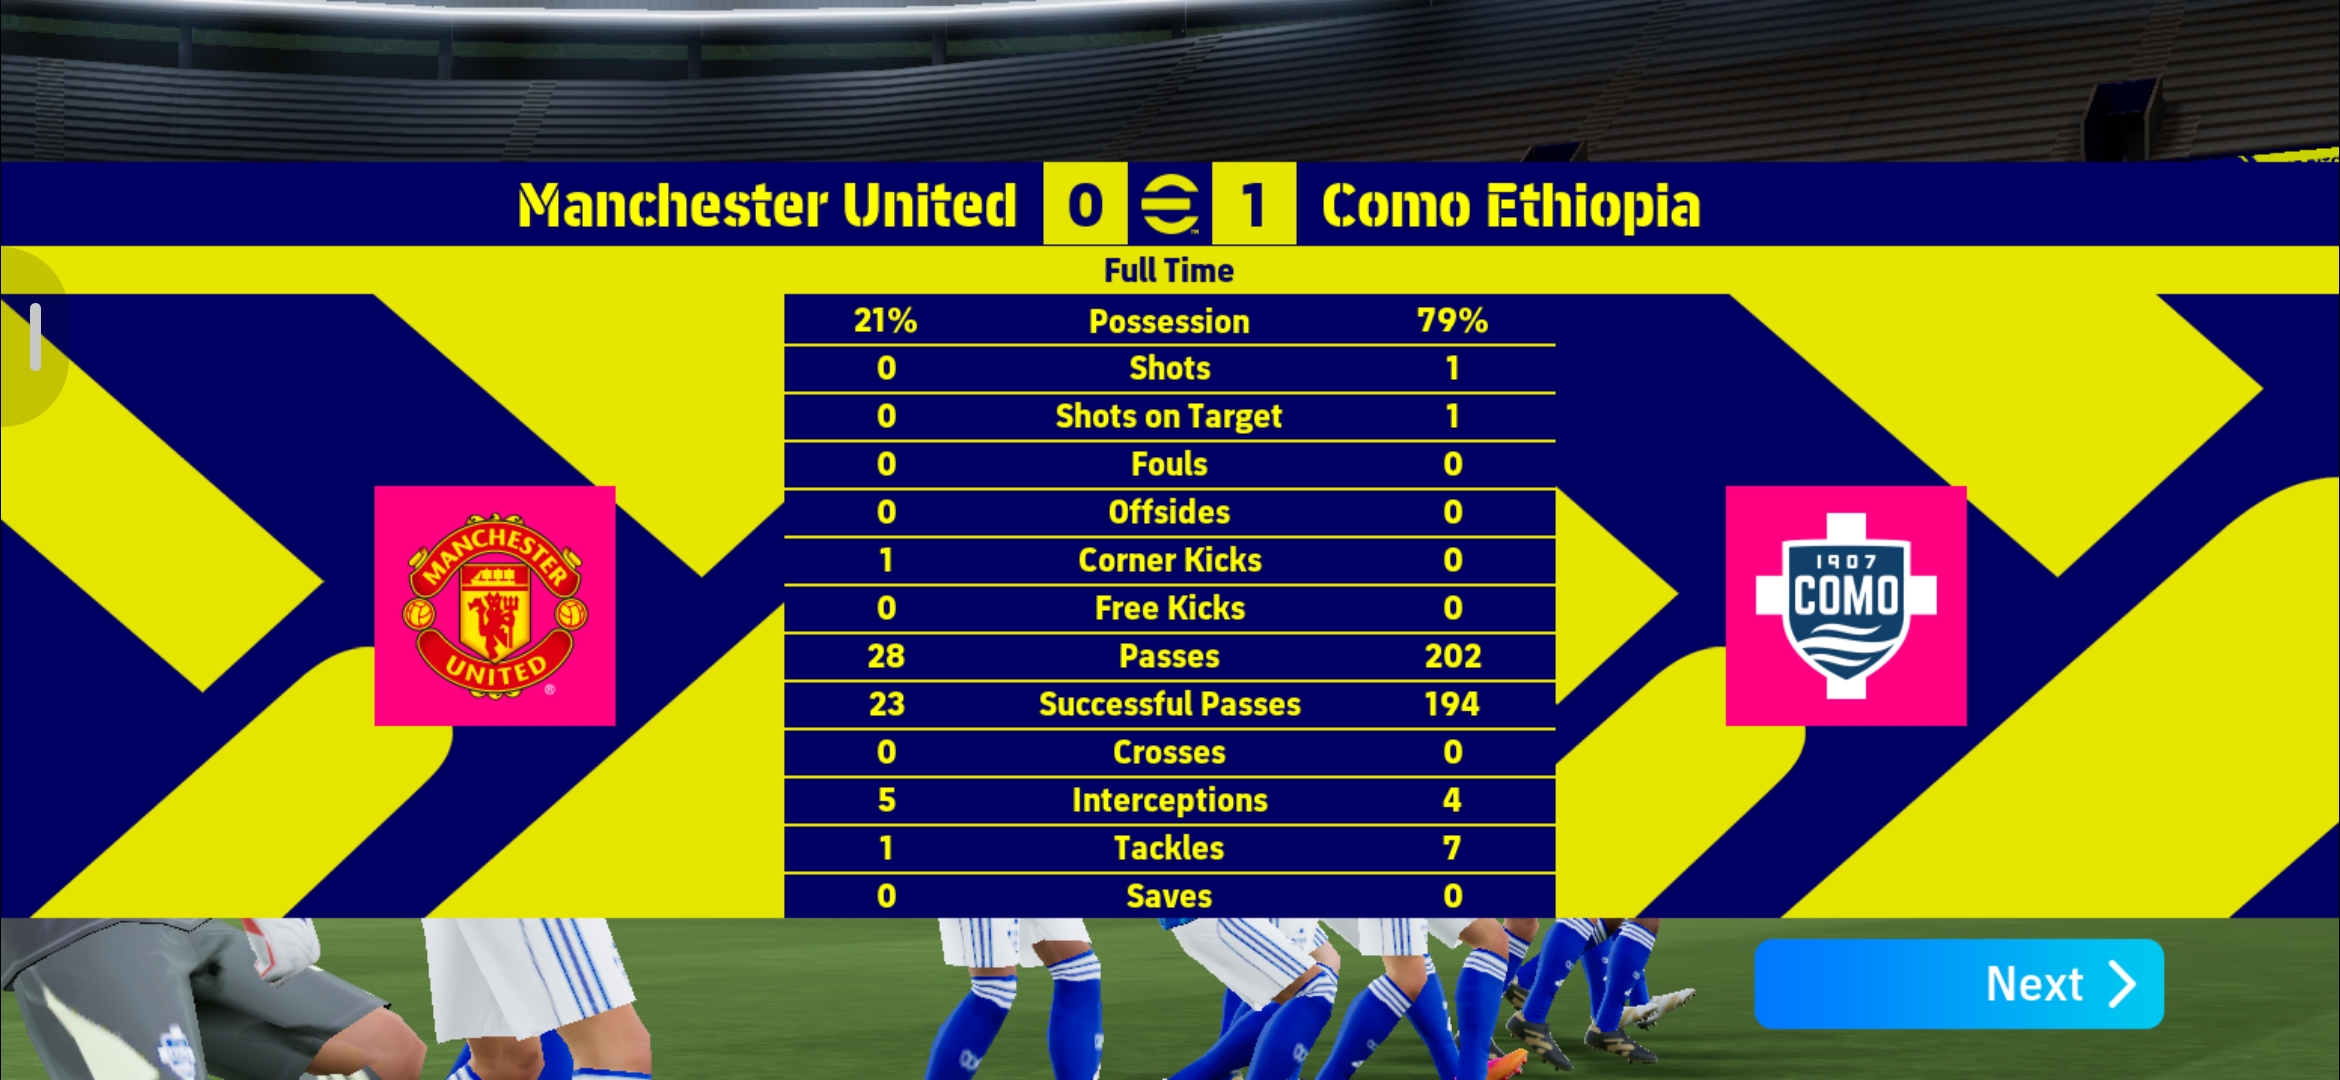 Manchester United 0 1 Como Ethiopia
Full Time
21% Possession 79%
0 Shots 1
0 Shots on Target 1
0 Fouls 0
0 Offsides 0
1 Corner Kicks 0
0 Free Kicks 0
28 Passes 202
23 Successful Passes 194
0 Crosses 0
5 Interceptions 4
1 Tackles 7
0 Saves 0
MANCHESTER
UNITED
®
1907
COMO
Next